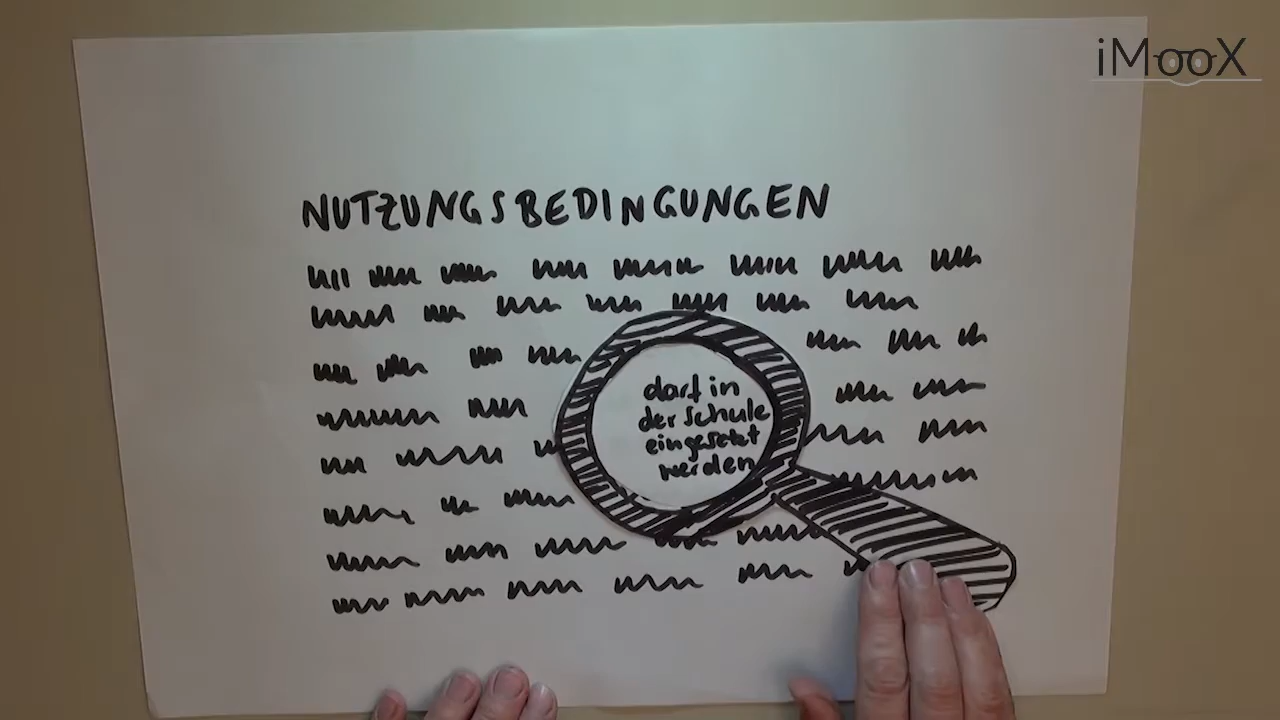 iMooX
NUTZUNGSBEDINGUNGEN
darf in
der Schule
eingesetzt
werden